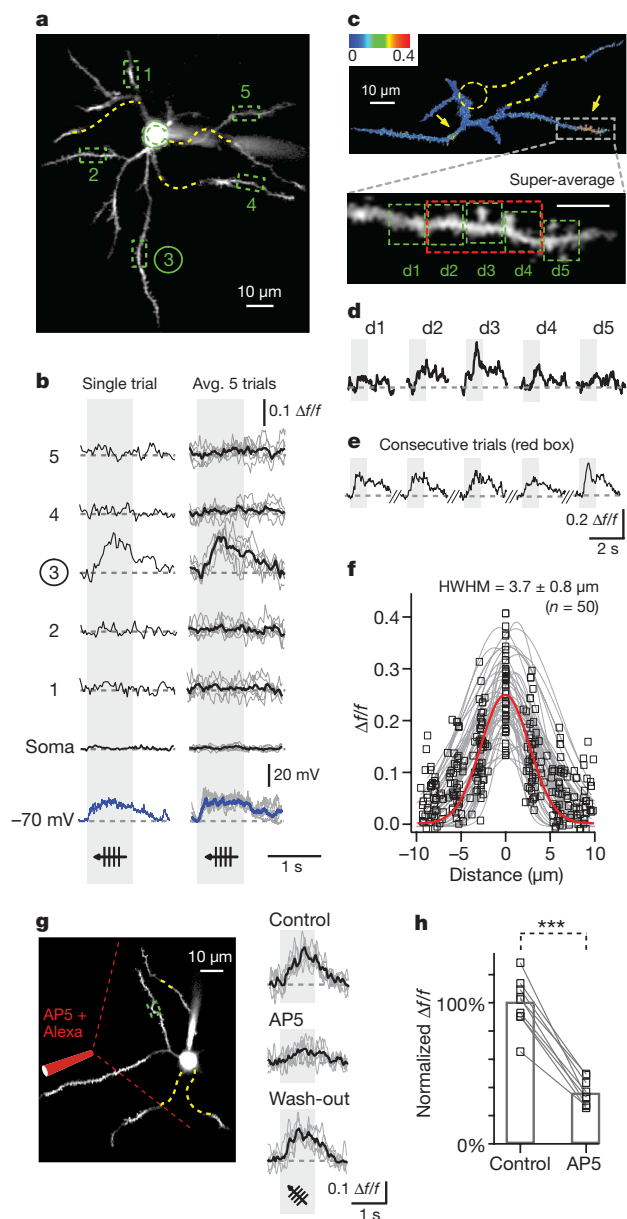 a
1
5
2
4
3
10 µm
b
Single trial
Avg. 5 trials
0.1 Δf/f
5
4
3
2
1
Soma
20 mV
−70 mV
1 s
c
0
0.4
10 µm
Super-average
d1
d2
d3
d4
d5
d
d1
d2
d3
d4
d5
e
Consecutive trials (red box)
0.2 Δf/f
2 s
f
HWHM = 3.7 ± 0.8 µm
(n = 50)
Δf/f
0.4
0.3
0.2
0.1
0.0
−10
−5
0
5
10
Distance (µm)
g
10 µm
AP5 +
Alexa
Control
AP5
Wash-out
0.1 Δf/f
1 s
h
***
Normalized Δf/f
100%
0%
Control
AP5